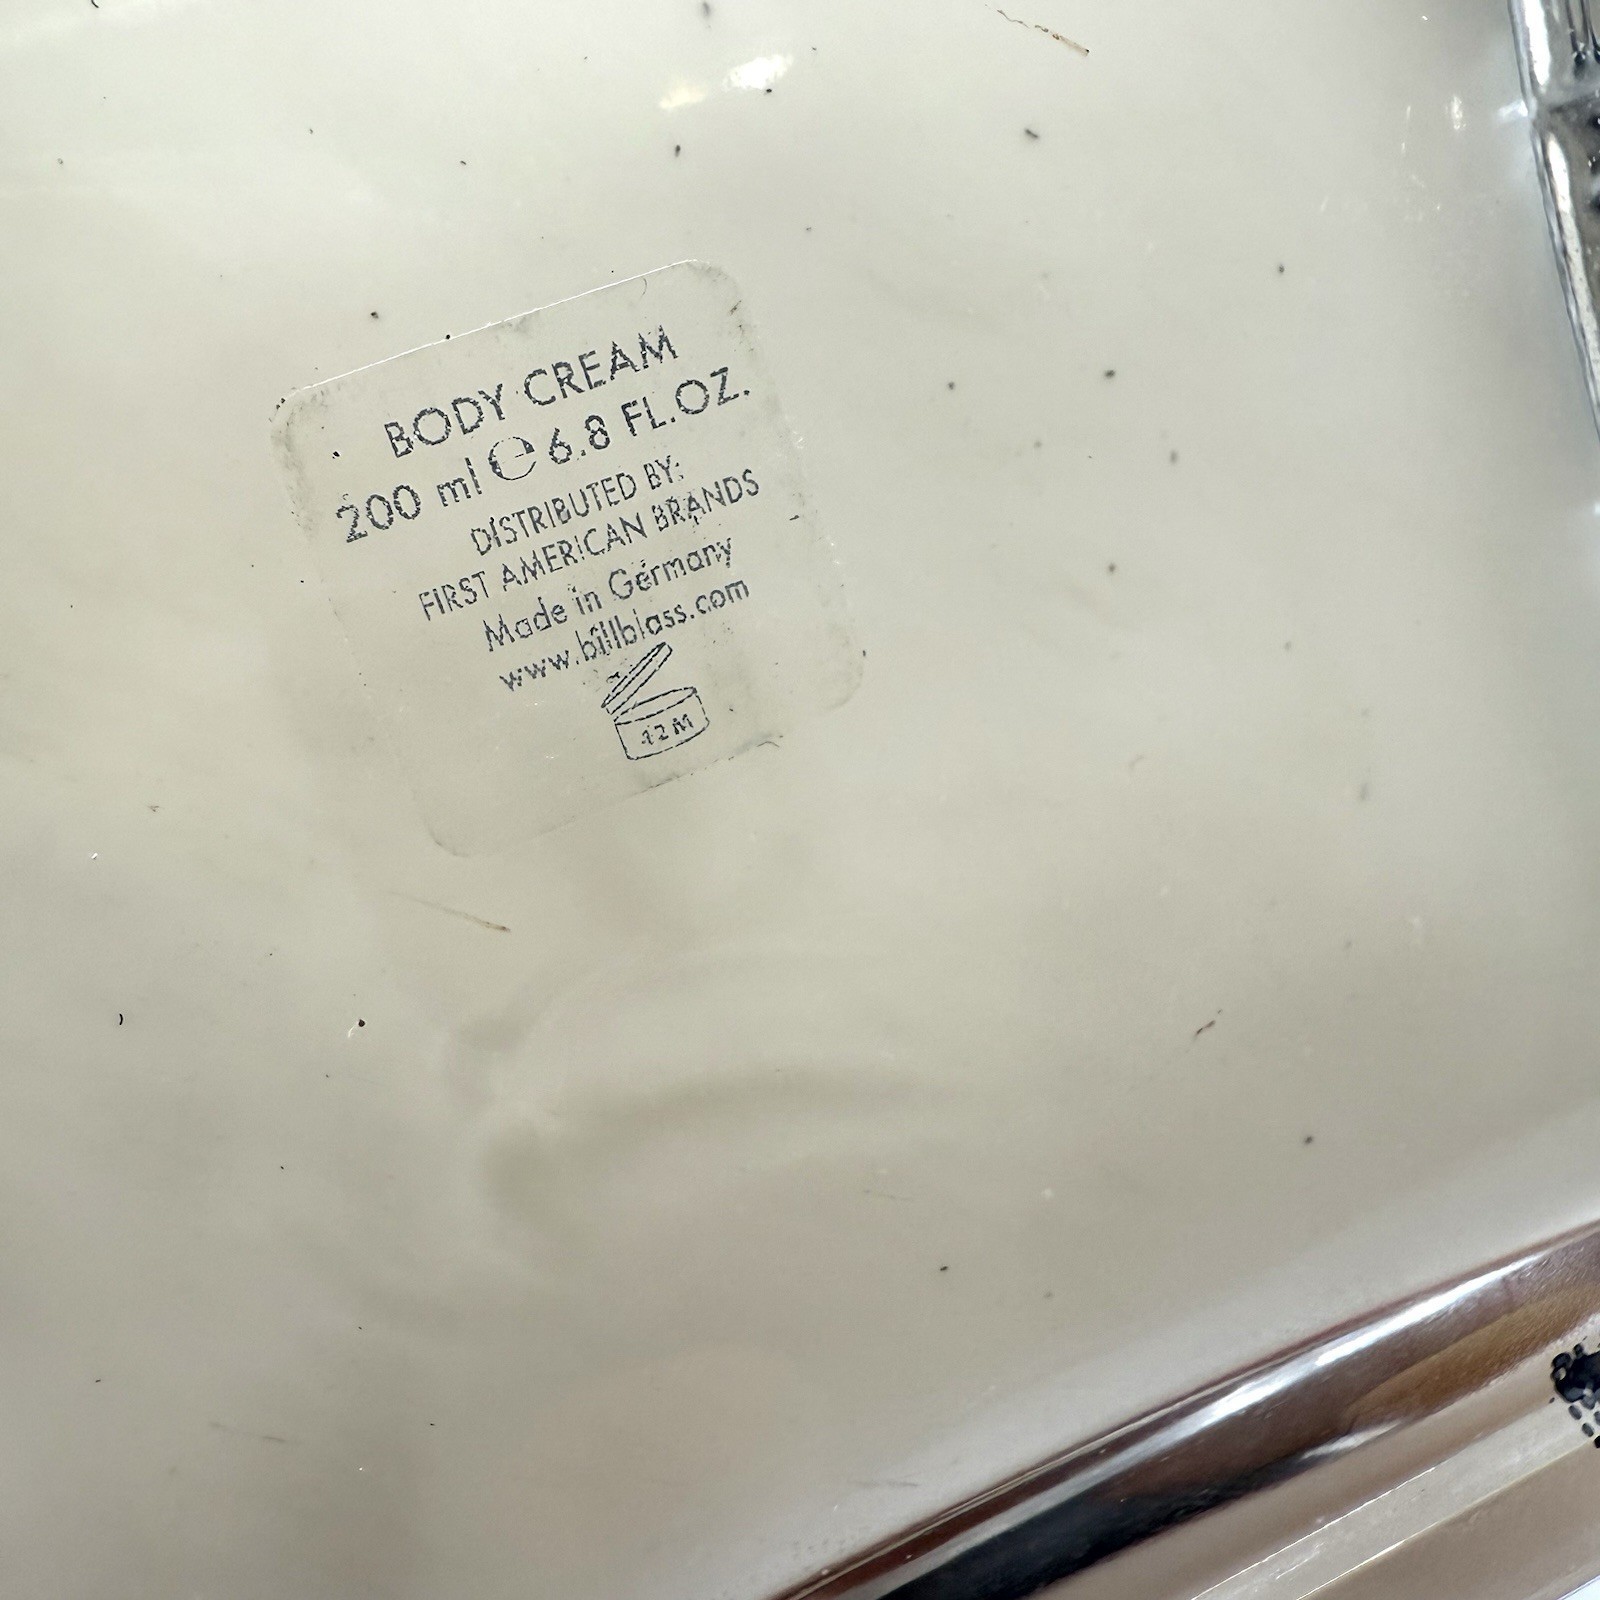 BODY CREAM
200 ml ℮ 6.8 FL.OZ.
DISTRIBUTED BY:
FIRST AMERICAN BRANDS
Made in Germany
www.billblass.com
12M